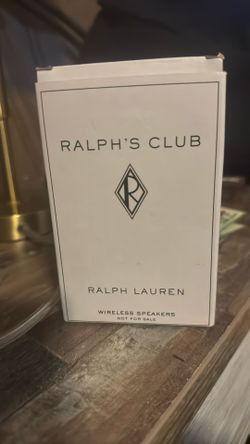 RALPH'S CLUB
R
RALPH LAUREN
WIRELESS SPEAKERS
NOT FOR SALE